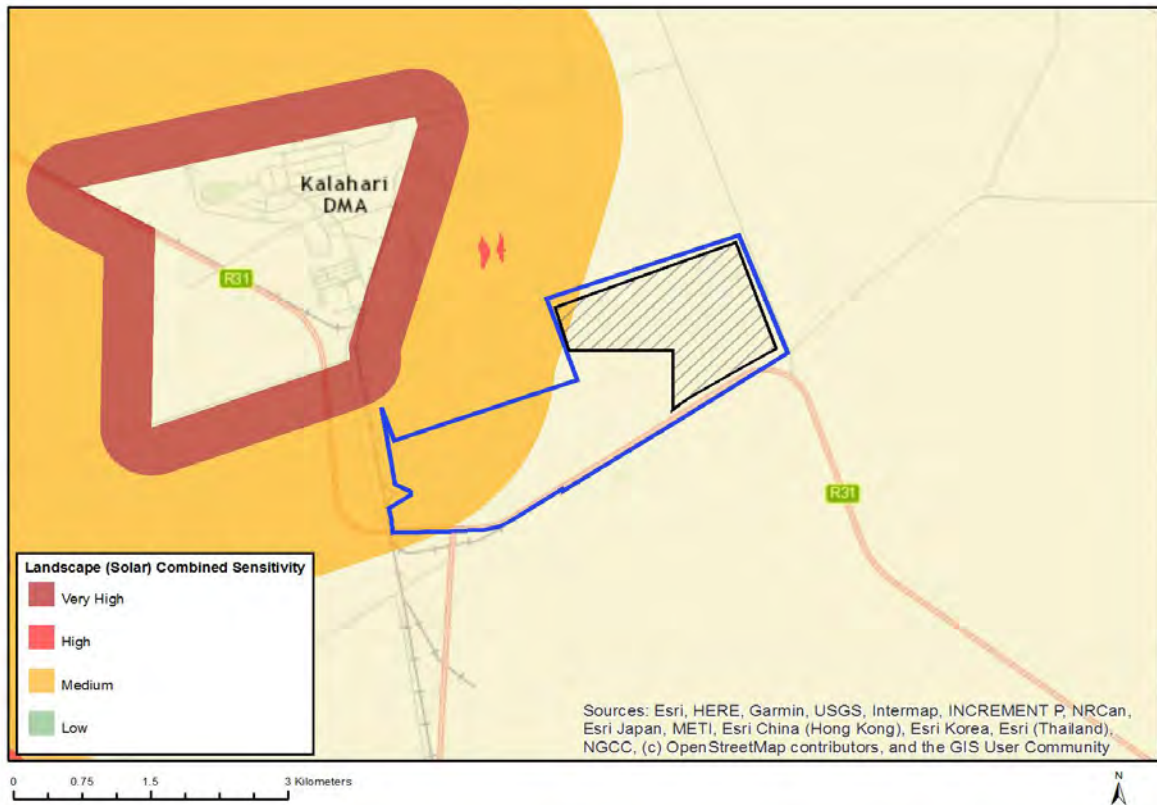 Kalahari
DMA
R31
R31
Landscape (Solar) Combined Sensitivity
Very High
High
Medium
Low
Sources: Esri, HERE, Garmin, USGS, Intermap, INCREMENT P, NRCan,
Esri Japan, METI, Esri China (Hong Kong), Esri Korea, Esri (Thailand),
NGCC, (c) OpenStreetMap contributors, and the GIS User Community
0 0.75 1.5 3 Kilometers
N